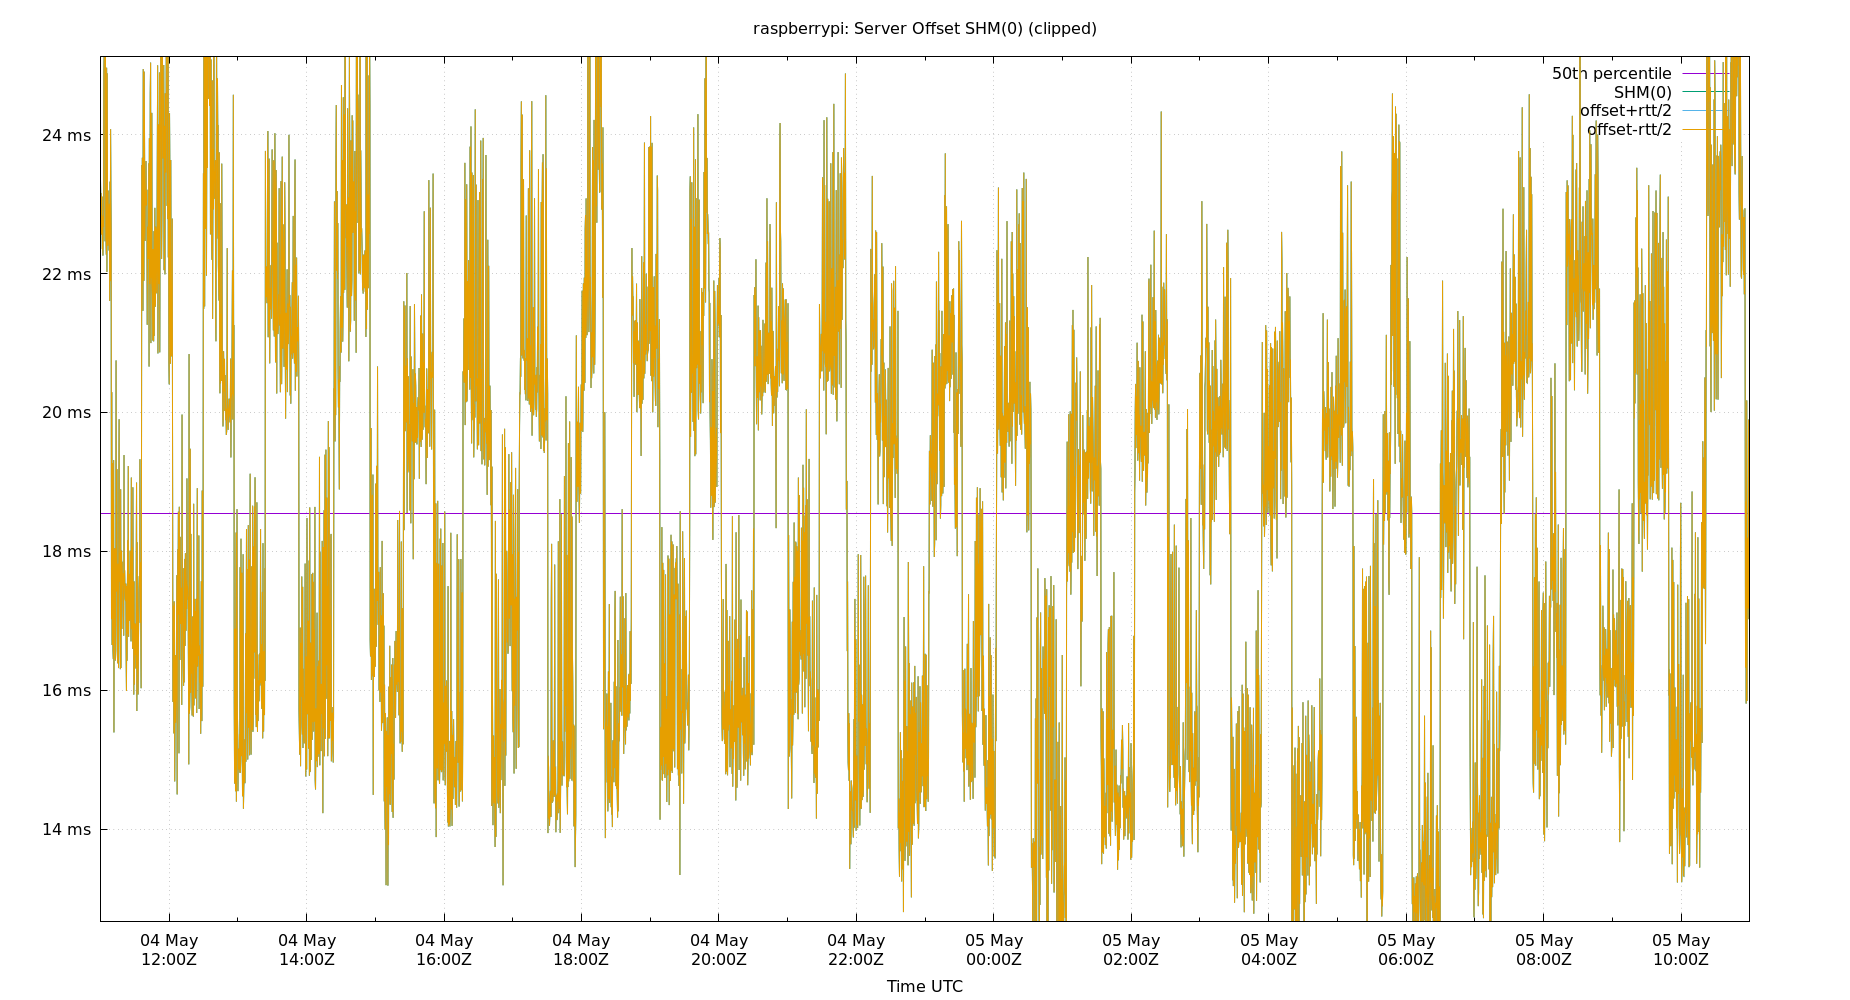 raspberrypi: Server Offset SHM(0) (clipped)
50th percentile
SHM(0)
offset+rtt/2
offset-rtt/2
24 ms
22 ms
20 ms
18 ms
16 ms
14 ms
04 May 04 May 04 May 04 May 04 May 04 May 05 May 05 May 05 May 05 May 05 May 05 May
12:00Z 14:00Z 16:00Z 18:00Z 20:00Z 22:00Z 00:00Z 02:00Z 04:00Z 06:00Z 08:00Z 10:00Z
Time UTC